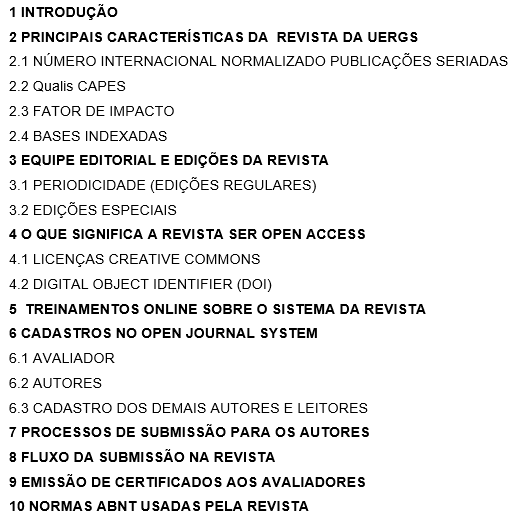 1 INTRODUÇÃO
2 PRINCIPAIS CARACTERÍSTICAS DA  REVISTA DA UERGS
2.1 NÚMERO INTERNACIONAL NORMALIZADO PUBLICAÇÕES SERIADAS
2.2 Qualis CAPES
2.3 FATOR DE IMPACTO
2.4 BASES INDEXADAS
3 EQUIPE EDITORIAL E EDIÇÕES DA REVISTA
3.1 PERIODICIDADE (EDIÇÕES REGULARES)
3.2 EDIÇÕES ESPECIAIS
4 O QUE SIGNIFICA A REVISTA SER OPEN ACCESS
4.1 LICENÇAS CREATIVE COMMONS
4.2 DIGITAL OBJECT IDENTIFIER (DOI)
5  TREINAMENTOS ONLINE SOBRE O SISTEMA DA REVISTA
6 CADASTROS NO OPEN JOURNAL SYSTEM
6.1 AVALIADOR
6.2 AUTORES
6.3 CADASTRO DOS DEMAIS AUTORES E LEITORES
7 PROCESSOS DE SUBMISSÃO PARA OS AUTORES
8 FLUXO DA SUBMISSÃO NA REVISTA
9 EMISSÃO DE CERTIFICADOS AOS AVALIADORES
10 NORMAS ABNT USADAS PELA REVISTA